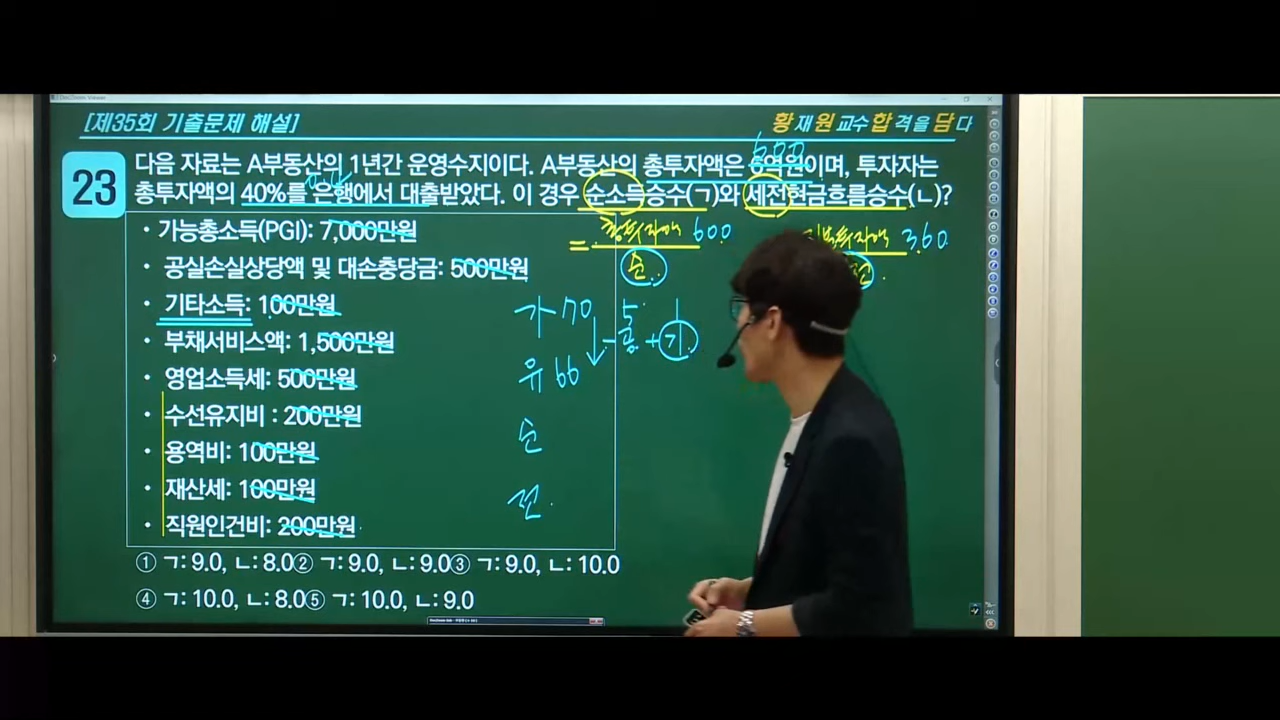 [제35회 기출문제 해설]
황재원 교수 합격을 담다
23
다음 자료는 A부동산의 1년간 운영수지이다. A부동산의 총투자액은 6억원이며, 투자자는
600
총투자액의 40%를 은행에서 대출받았다. 이 경우 순소득승수(ㄱ)와 세전현금흐름승수(ㄴ)?
= 총투자액 600
순
360
전
• 가능총소득(PGI): 7,000만원
• 공실손실상당액 및 대손충당금: 500만원
• 기타소득: 100만원
• 부채서비스액: 1,500만원
• 영업소득세: 500만원
• 수선유지비 : 200만원
• 용역비: 100만원
• 재산세: 100만원
• 직원인건비: 200만원
가 70
5 1
- 공 + 기
유 66
순
전
① ㄱ: 9.0, ㄴ: 8.0② ㄱ: 9.0, ㄴ: 9.0③ ㄱ: 9.0, ㄴ: 10.0
④ ㄱ: 10.0, ㄴ: 8.0⑤ ㄱ: 10.0, ㄴ: 9.0